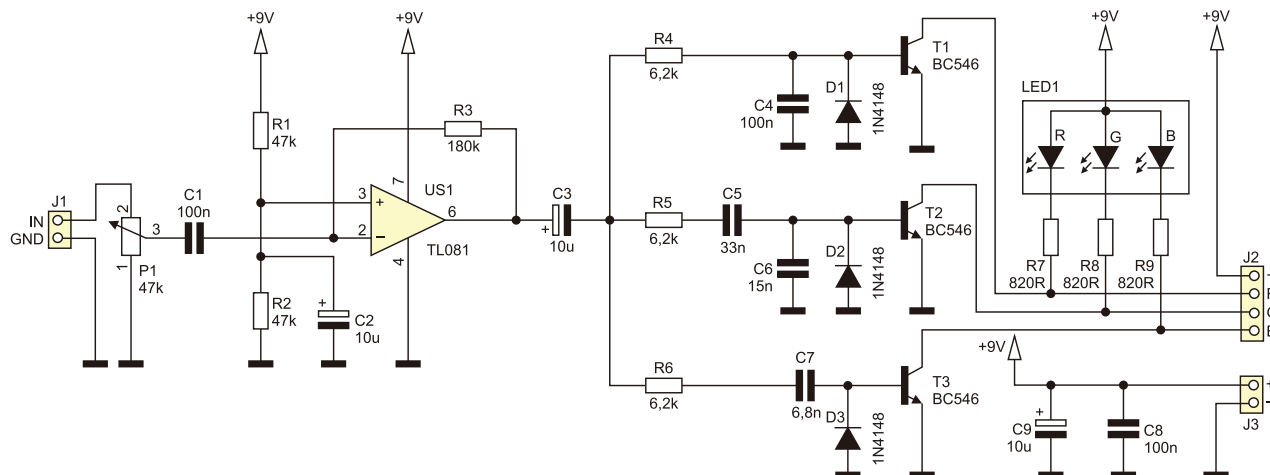 +9V
+9V
R1
47k
R3
180k
J1
IN
GND
2
3
1
P1
47k
C1
100n
3
+
2
−
7
6
4
US1
TL081
R2
47k
+
C2
10u
C3
+
10u
R4
6,2k
C4
100n
D1
1N4148
T1
BC546
R5
6,2k
C5
33n
C6
15n
D2
1N4148
T2
BC546
R6
6,2k
C7
6,8n
D3
1N4148
T3
BC546
+9V
+9V
LED1
R
G
B
R7
820R
R8
820R
R9
820R
J2
+9V
+
C9
10u
C8
100n
+
−
J3